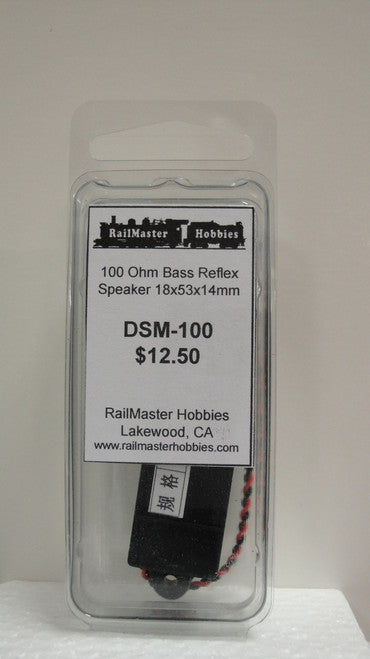 RailMaster Hobbies
100 Ohm Bass Reflex
Speaker 18x53x14mm
DSM-100
$12.50
RailMaster Hobbies
Lakewood, CA
www.railmasterhobbies.com
规格